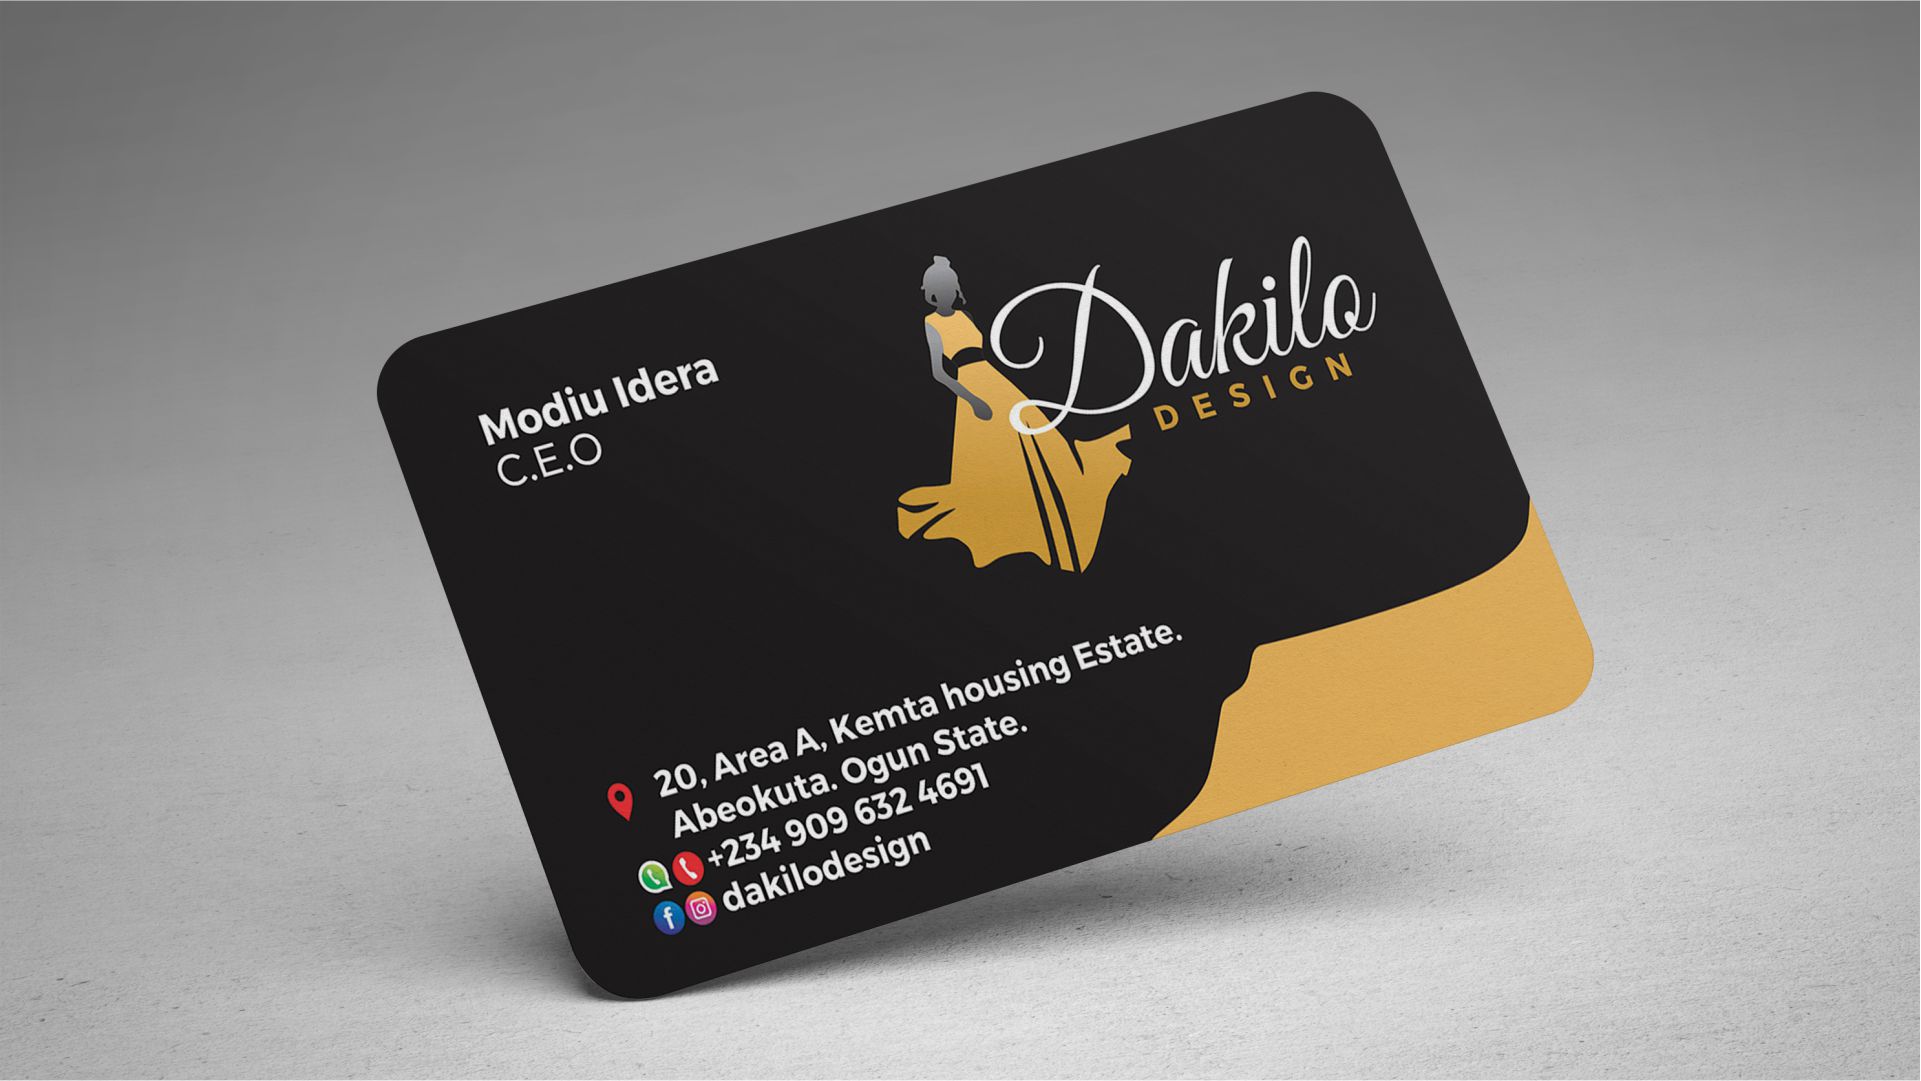 Modiu Idera
C.E.O
Dakilo
DESIGN
20, Area A, Kemta housing Estate.
Abeokuta. Ogun State.
+234 909 632 4691
dakilodesign